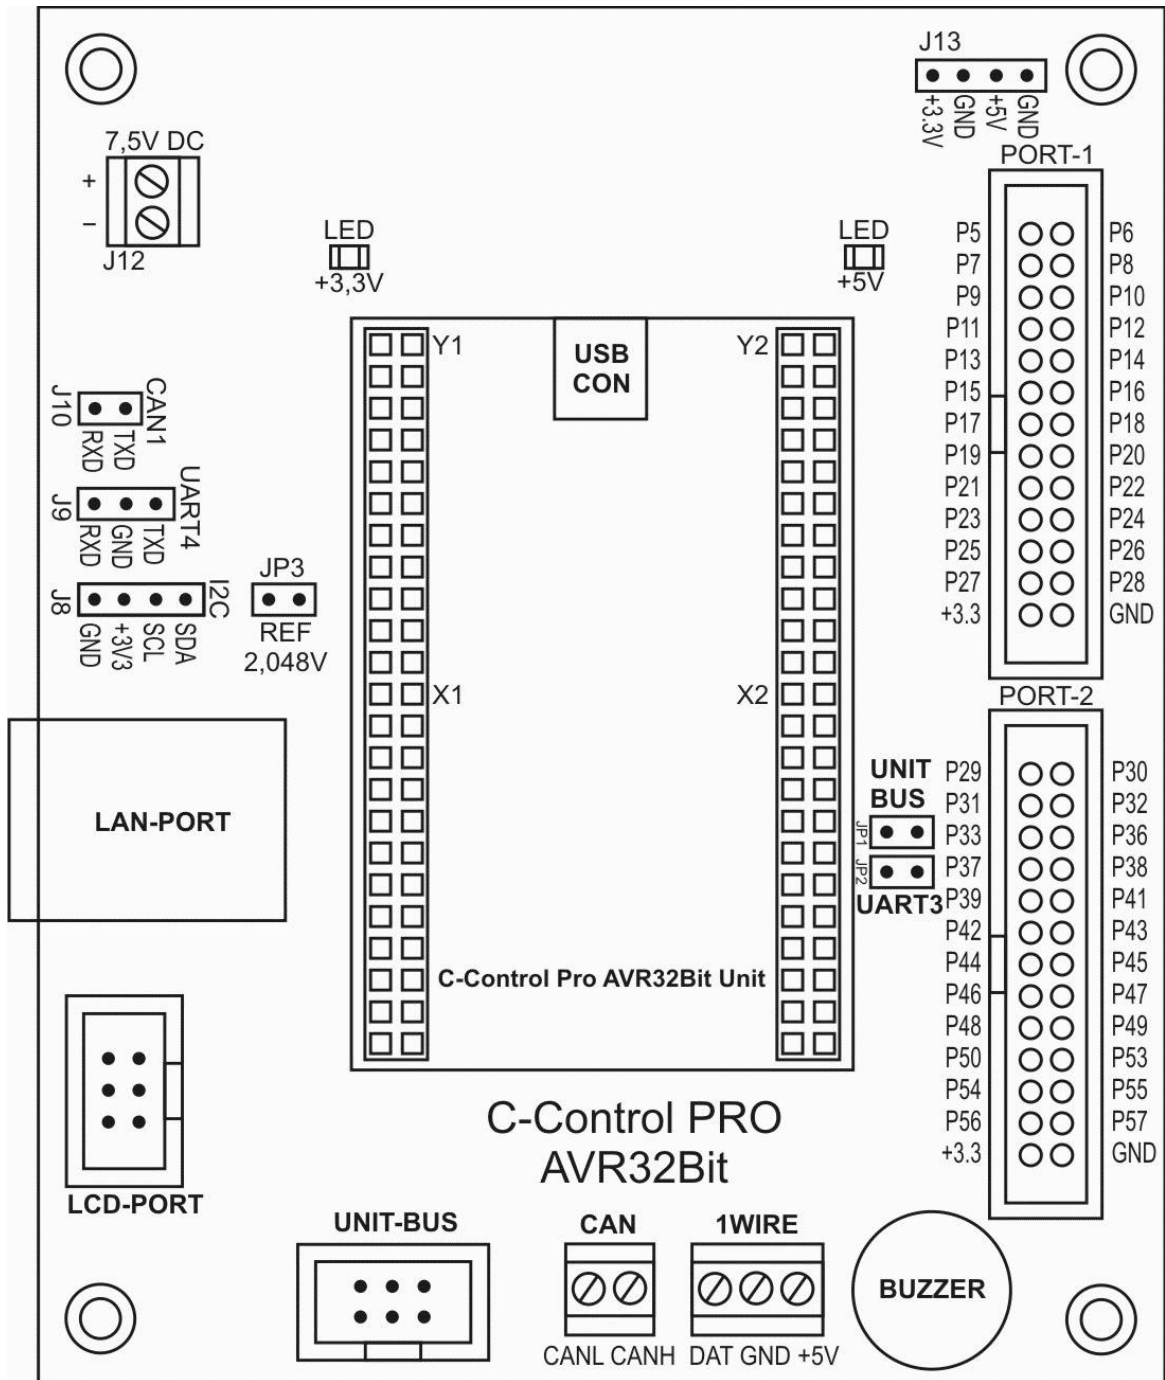 J13
+3.3V GND +5V GND
7,5V DC
+
−
J12
LED
+3,3V
LED
+5V
PORT-1
P5 P6
P7 P8
P9 P10
P11 P12
P13 P14
P15 P16
P17 P18
P19 P20
P21 P22
P23 P24
P25 P26
P27 P28
+3.3 GND
Y1 USB CON Y2
J10 CAN1
RXD TXD
J9 UART4
RXD GND TXD
J8 I2C
GND +3V3 SCL SDA
JP3
REF
2,048V
X1 X2
LAN-PORT
UNIT
BUS
JP1
JP2
UART3
PORT-2
P29 P30
P31 P32
P33 P36
P37 P38
P39 P41
P42 P43
P44 P45
P46 P47
P48 P49
P50 P53
P54 P55
P56 P57
+3.3 GND
C-Control Pro AVR32Bit Unit
C-Control PRO
AVR32Bit
LCD-PORT
UNIT-BUS
CAN
CANL CANH
1WIRE
DAT GND +5V
BUZZER